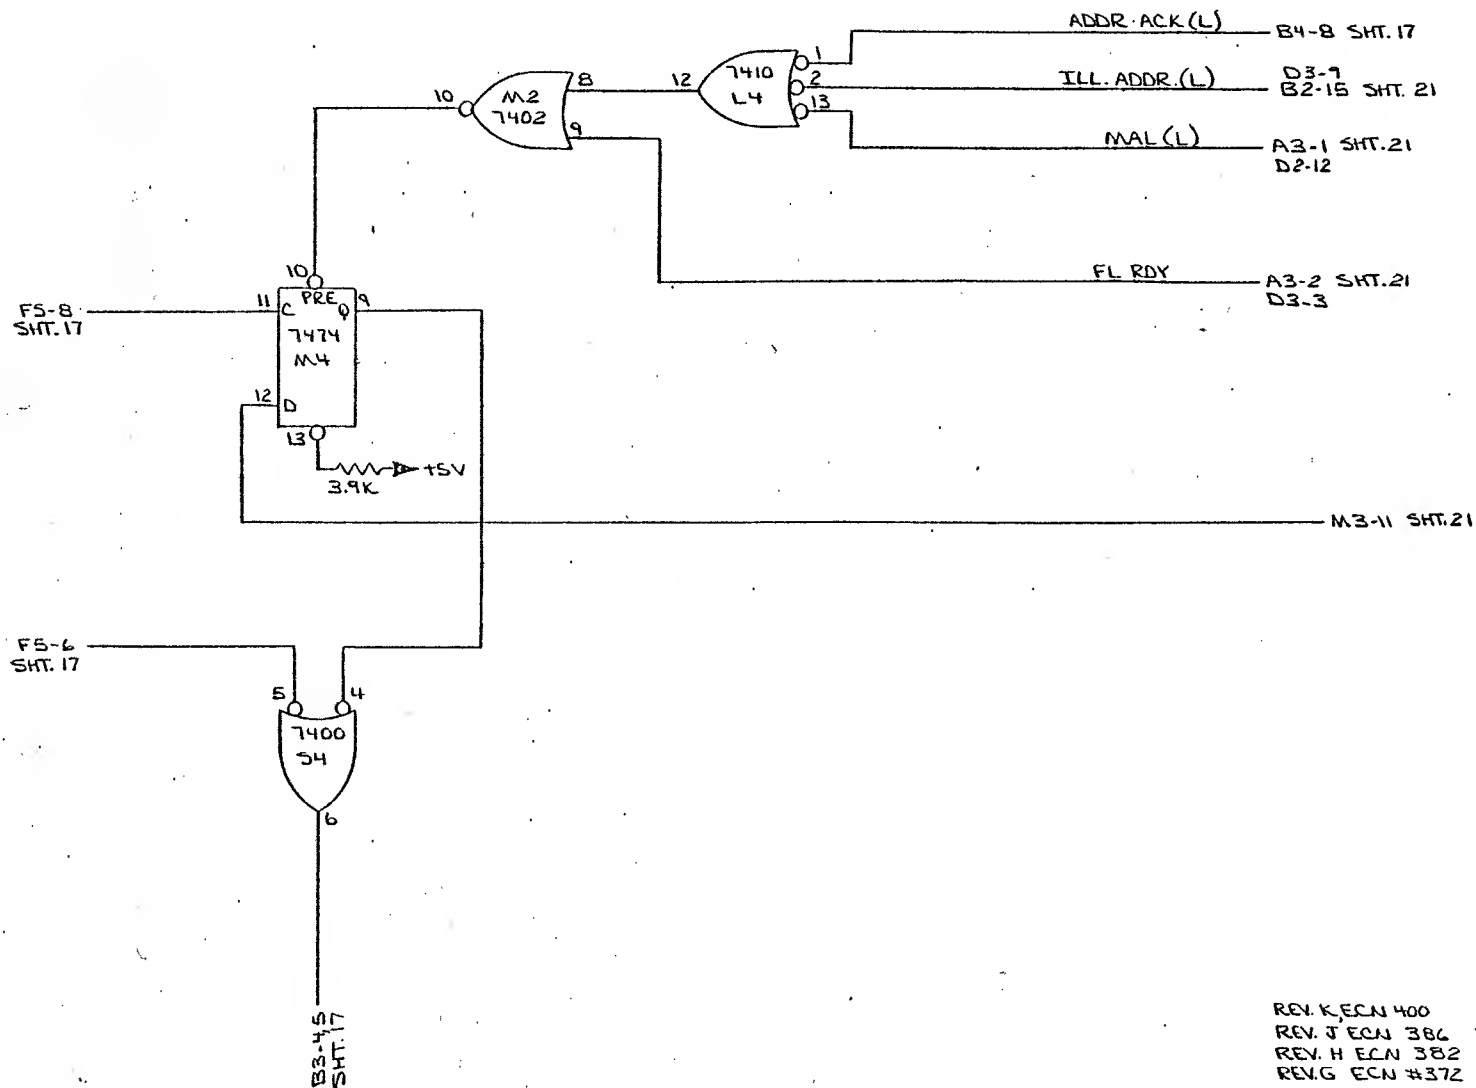 ADDR. ACK (L)
B4-8 SHT. 17
1
7410
L4
12
2
ILL. ADDR. (L)
D3-9
B2-15 SHT. 21
13
MAL (L)
A3-1 SHT. 21
D2-12
10
M2
7402
8
9
FL RDY
A3-2 SHT. 21
D3-3
10
F5-8
SHT. 17
11
C
PRE
Q
9
7474
M4
12
D
13
3.9K
+5V
M3-11 SHT. 21
F5-6
SHT. 17
5
4
7400
S4
6
B3-4,5
SHT. 17
REV. K, ECN 400
REV. J ECN 386
REV. H ECN 382
REV. G ECN #372